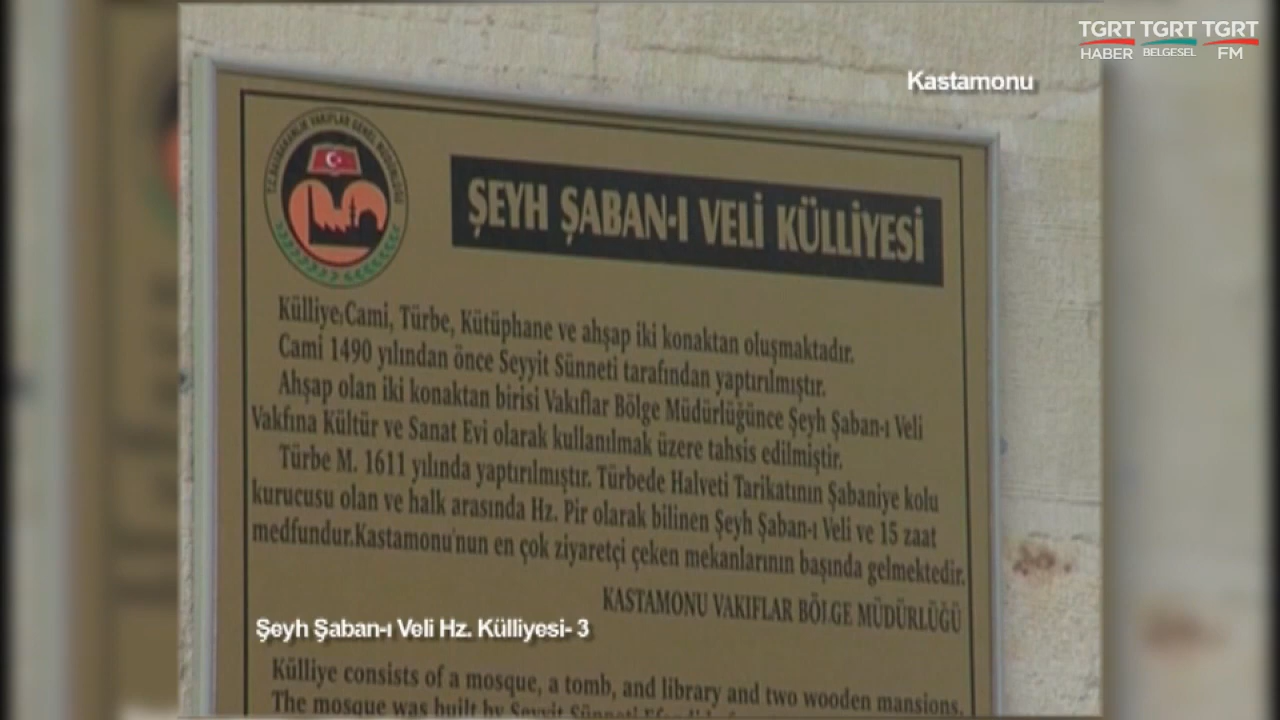 TGRT TGRT TGRT
HABER BELGESEL FM
Kastamonu
T.C. BAŞBAKANLIK VAKIFLAR GENEL MÜDÜRLÜĞÜ
ŞEYH ŞABAN-I VELİ KÜLLİYESİ
Külliye;Cami, Türbe, Kütüphane ve ahşap iki konaktan oluşmaktadır.
Cami 1490 yılından önce Seyyit Sünneti tarafından yaptırılmıştır.
Ahşap olan iki konaktan birisi Vakıflar Bölge Müdürlüğünce Şeyh Şaban-ı Veli
Vakfına Kültür ve Sanat Evi olarak kullanılmak üzere tahsis edilmiştir.
Türbe M. 1611 yılında yaptırılmıştır. Türbede Halveti Tarikatının Şabaniye kolu
kurucusu olan ve halk arasında Hz. Pir olarak bilinen Şeyh Şaban-ı Veli ve 15 zaat
medfundur.Kastamonu'nun en çok ziyaretçi çeken mekanlarının başında gelmektedir.
KASTAMONU VAKIFLAR BÖLGE MÜDÜRLÜĞÜ
Şeyh Şaban-ı Veli Hz. Külliyesi- 3
Külliye consists of a mosque, a tomb, and library and two wooden mansions.
The mosque was built by Seyyit Sünneti